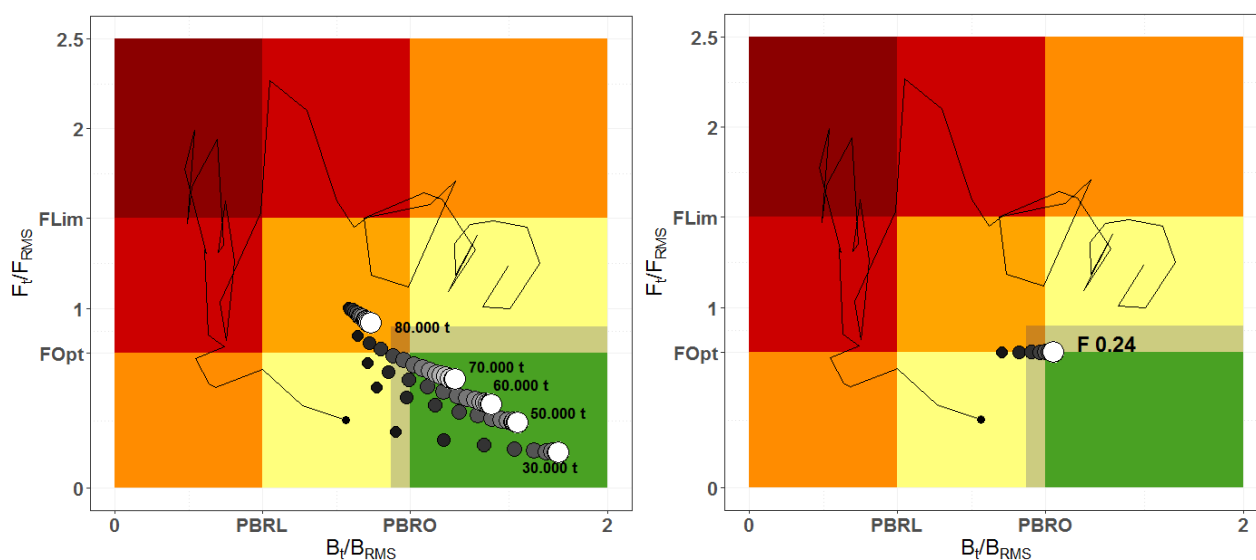 2.5
2
FLim
1
FOpt
0
Ft/FRMS
80.000 t
70.000 t
60.000 t
50.000 t
30.000 t
0
PBRL
PBRO
2
Bt/BRMS
2.5
2
FLim
1
FOpt
0
Ft/FRMS
F 0.24
0
PBRL
PBRO
2
Bt/BRMS